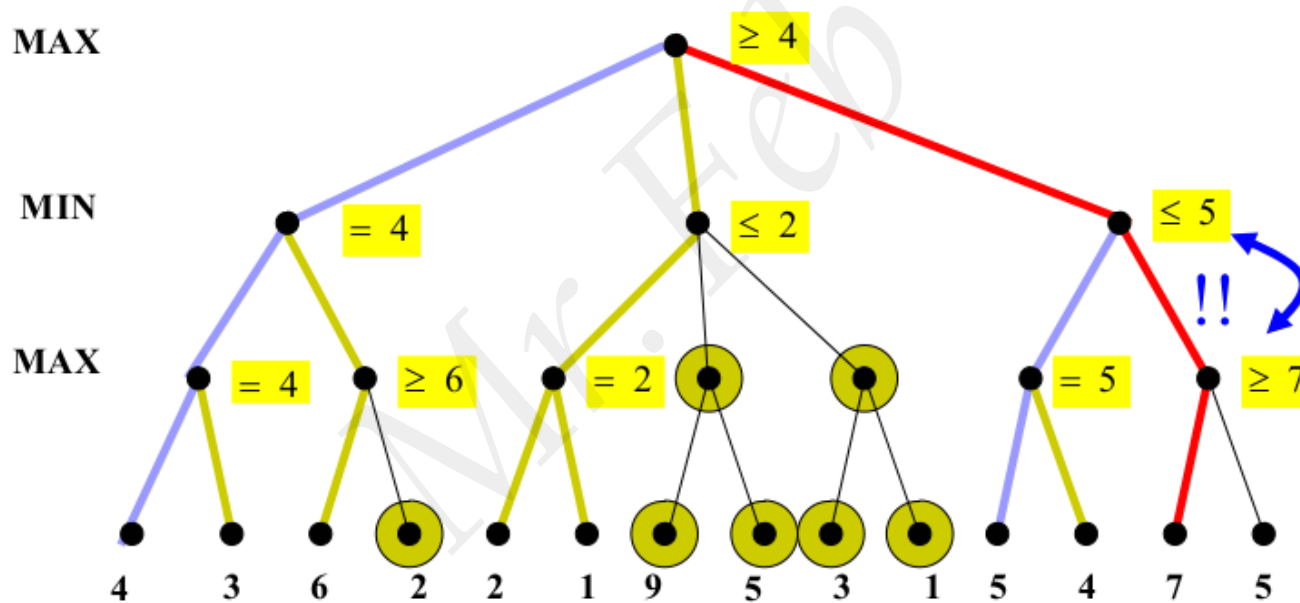 MAX
≥ 4
MIN
= 4
≤ 2
≤ 5
!!
MAX
= 4
≥ 6
= 2
= 5
≥ 7
4 3 6 2 2 1 9 5 3 1 5 4 7 5
Mr. Feb